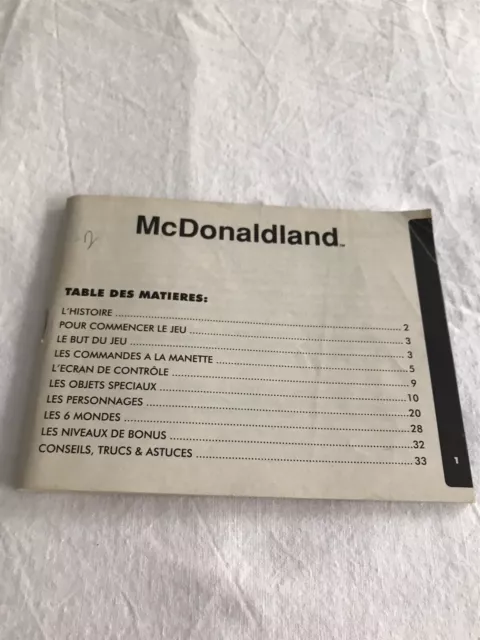 McDonaldland™
2
TABLE DES MATIERES:
L'HISTOIRE ........ 2
POUR COMMENCER LE JEU ........ 3
LE BUT DU JEU ........ 3
LES COMMANDES A LA MANETTE ........ 5
L'ECRAN DE CONTRÔLE ........ 9
LES OBJETS SPECIAUX ........ 10
LES PERSONNAGES ........ 20
LES 6 MONDES ........ 28
LES NIVEAUX DE BONUS ........ 32
CONSEILS, TRUCS & ASTUCES ........ 33
1